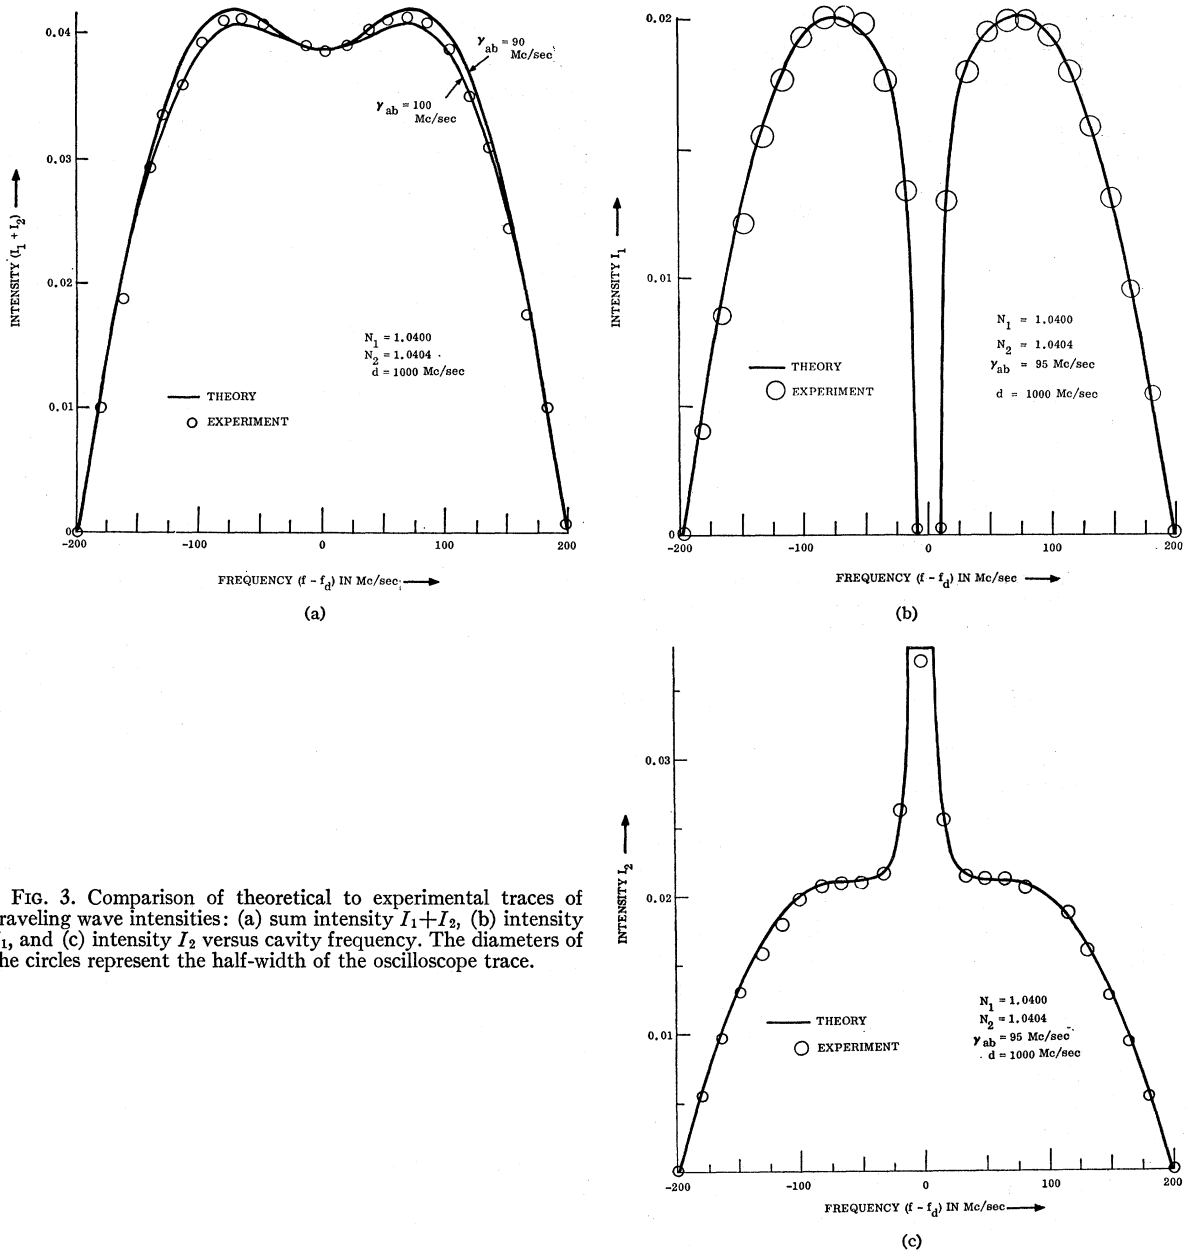 0.04
0.03
0.02
0.01
0
-200
-100
0
100
200
INTENSITY (I1 + I2)
γab = 90
Mc/sec
γab = 100
Mc/sec
N1 = 1.0400
N2 = 1.0404
d = 1000 Mc/sec
THEORY
EXPERIMENT
FREQUENCY (f - fd) IN Mc/sec
(a)
0.02
0.01
0
-200
-100
0
100
200
INTENSITY I1
N1 = 1.0400
N2 = 1.0404
γab = 95 Mc/sec
d = 1000 Mc/sec
THEORY
EXPERIMENT
FREQUENCY (f - fd) IN Mc/sec
(b)
0.03
0.02
0.01
-200
-100
0
100
200
INTENSITY I2
N1 = 1.0400
N2 = 1.0404
γab = 95 Mc/sec
d = 1000 Mc/sec
THEORY
EXPERIMENT
FREQUENCY (f - fd) IN Mc/sec
(c)
FIG. 3. Comparison of theoretical to experimental traces of
raveling wave intensities: (a) sum intensity I1+I2, (b) intensity
1, and (c) intensity I2 versus cavity frequency. The diameters of
he circles represent the half-width of the oscilloscope trace.